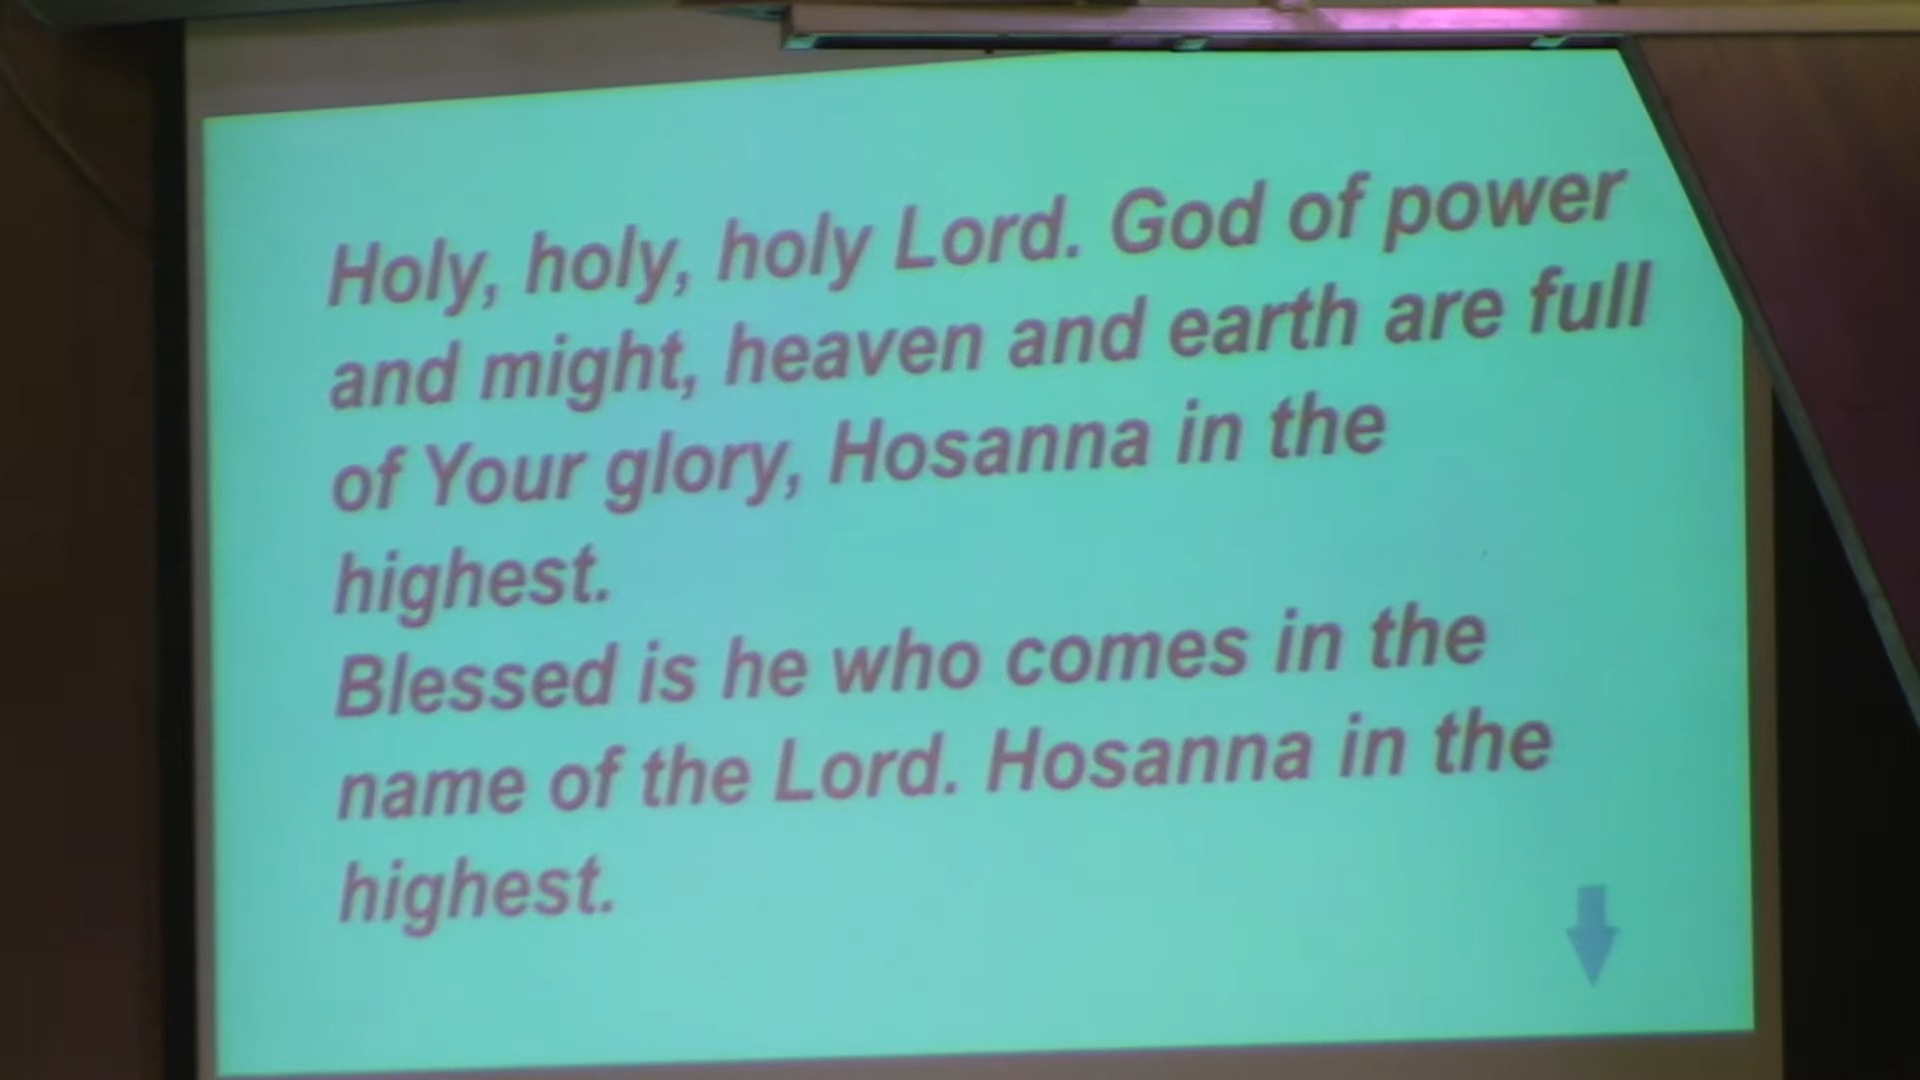 Holy, holy, holy Lord. God of power
and might, heaven and earth are full
of Your glory, Hosanna in the
highest.
Blessed is he who comes in the
name of the Lord. Hosanna in the
highest.